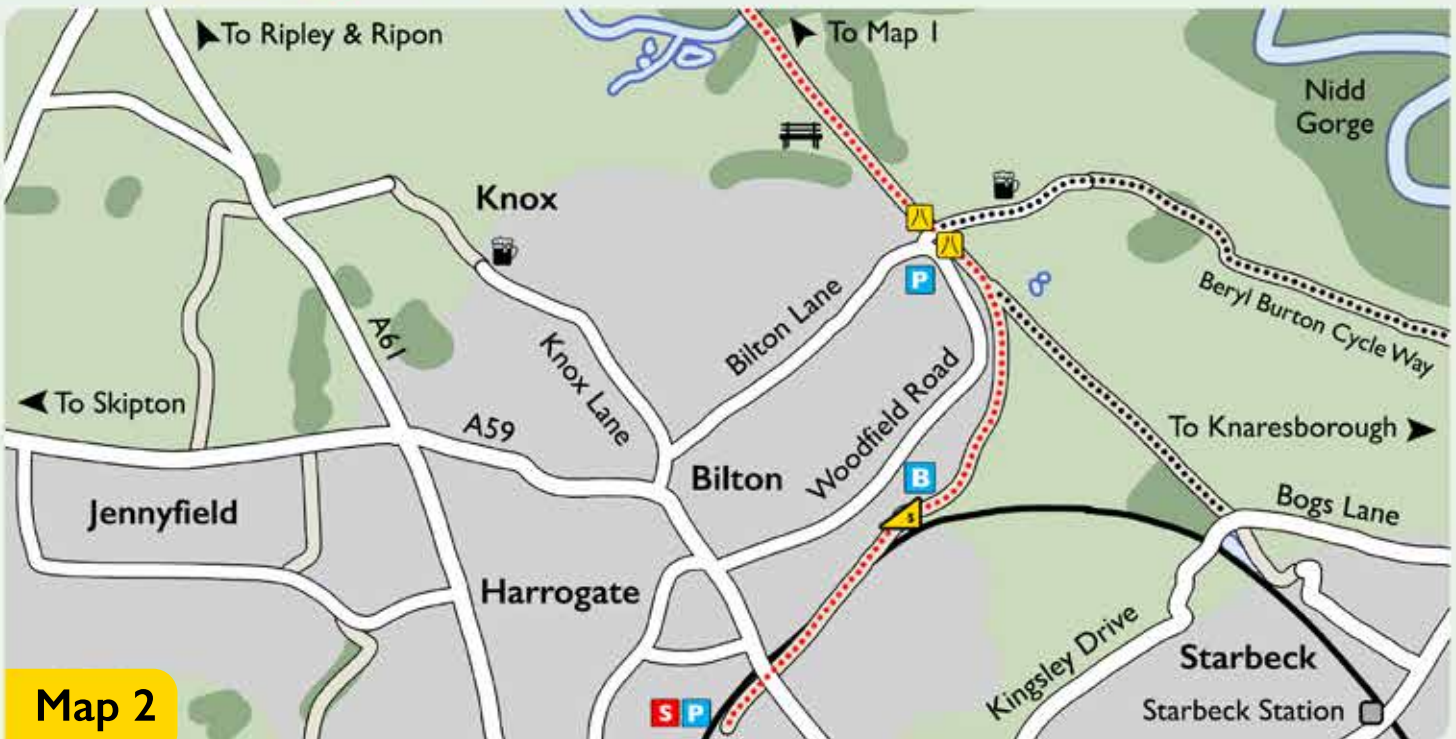 To Ripley & Ripon
To Map 1
Nidd
Gorge
Knox
P
Bilton Lane
Beryl Burton Cycle Way
A61
Knox Lane
Woodfield Road
To Skipton
A59
To Knaresborough
Bilton
B
Jennyfield
$
Bogs Lane
Harrogate
Kingsley Drive
Starbeck
Map 2
S P
Starbeck Station